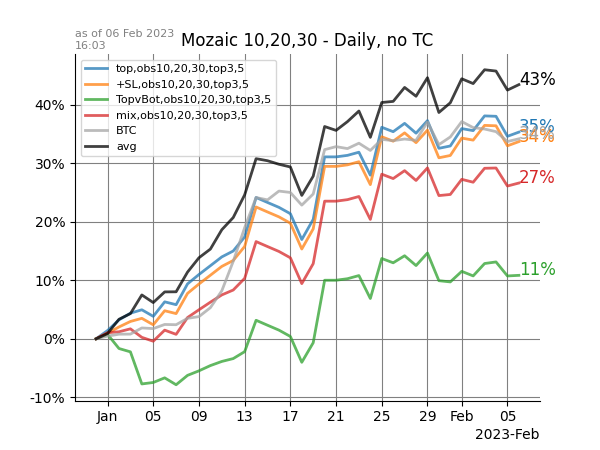 as of 06 Feb 2023
16:03
Mozaic 10,20,30 - Daily, no TC
top,obs10,20,30,top3,5
+SL,obs10,20,30,top3,5
TopvBot,obs10,20,30,top3,5
mix,obs10,20,30,top3,5
BTC
avg
43%
35%
34%
27%
11%
40%
30%
20%
10%
0%
-10%
Jan 05 09 13 17 21 25 29 Feb 05
2023-Feb